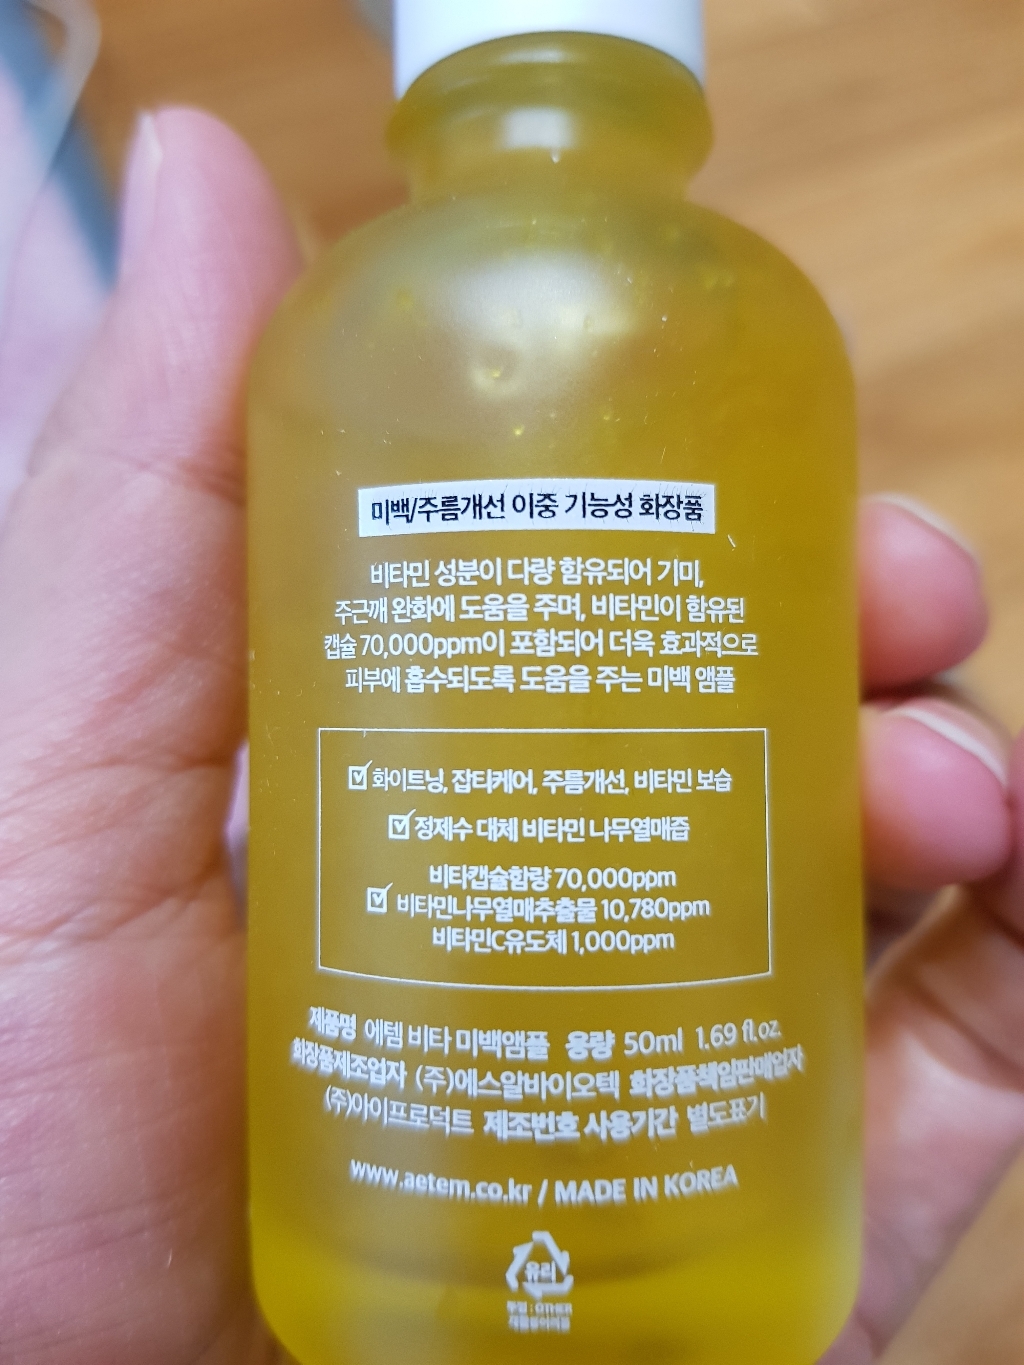 미백/주름개선 이중 기능성 화장품
비타민 성분이 다량 함유되어 기미,
주근깨 완화에 도움을 주며, 비타민이 함유된
캡슐 70,000ppm이 포함되어 더욱 효과적으로
피부에 흡수되도록 도움을 주는 미백 앰플
화이트닝, 잡티케어, 주름개선, 비타민 보습
정제수 대체 비타민 나무열매즙
비타캡슐함량 70,000ppm
비타민나무열매추출물 10,780ppm
비타민C유도체 1,000ppm
제품명 에템 비타 미백앰플 용량 50ml 1.69 fl.oz.
화장품제조업자 (주)에스알바이오텍 화장품책임판매업자
(주)아이프로덕트 제조번호 사용기간 별도표기
www.aetem.co.kr / MADE IN KOREA
유리
OTHER